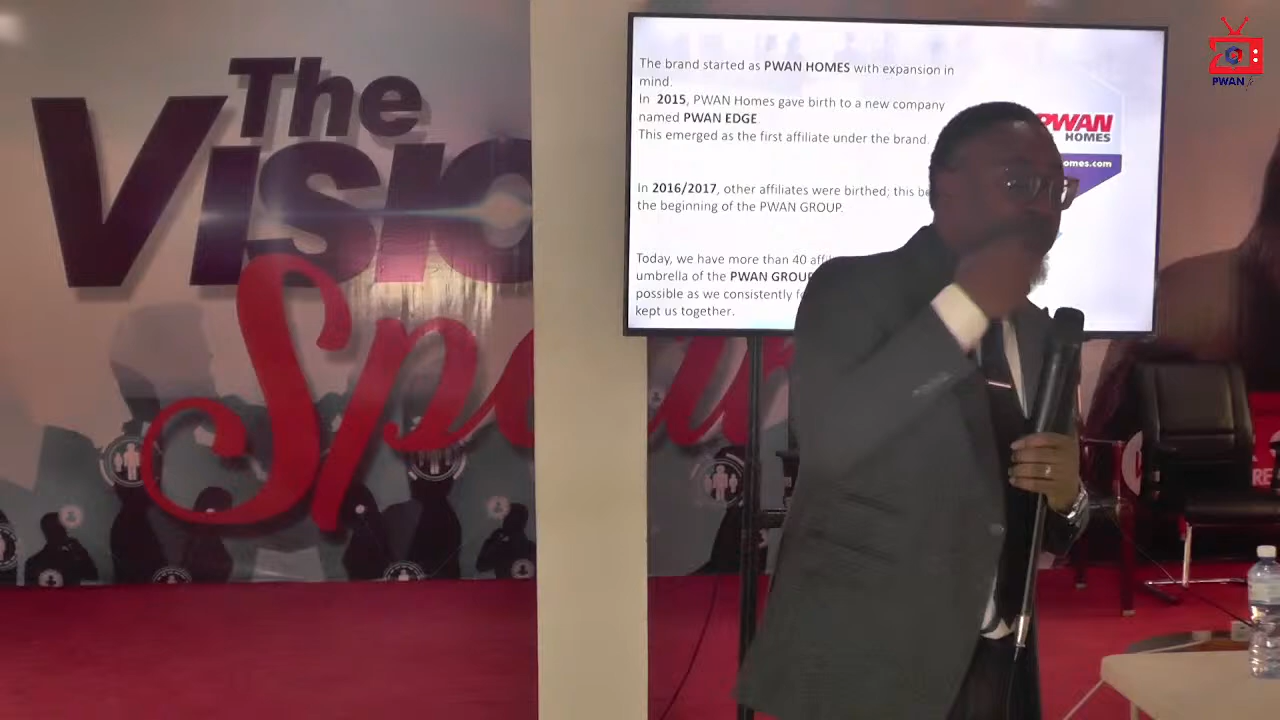 The
Visio
Spe
The brand started as PWAN HOMES with expansion in
mind.
In 2015, PWAN Homes gave birth to a new company
named PWAN EDGE.
This emerged as the first affiliate under the brand.
In 2016/2017, other affiliates were birthed; this be
the beginning of the PWAN GROUP.
Today, we have more than 40 affil
umbrella of the PWAN GROUP
possible as we consistently f
kept us together.
PWAN
HOMES
omes.com
PWAN